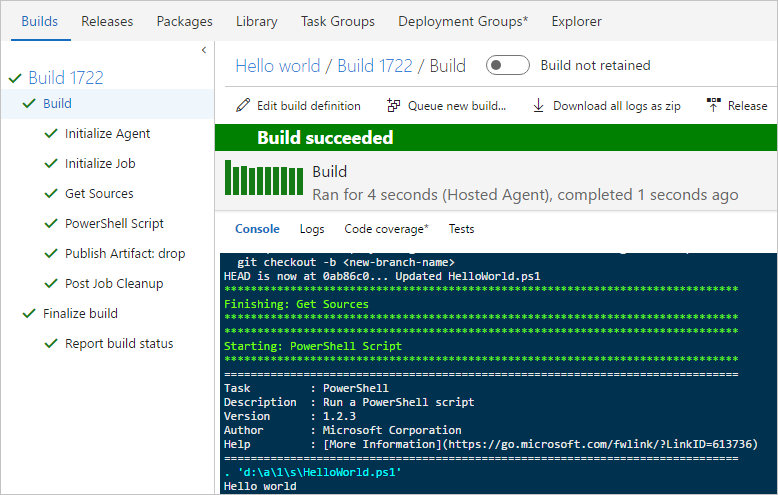 Builds Releases Packages Library Task Groups Deployment Groups* Explorer
Build 1722
Build
Initialize Agent
Initialize Job
Get Sources
PowerShell Script
Publish Artifact: drop
Post Job Cleanup
Finalize build
Report build status
Hello world / Build 1722 / Build Build not retained
Edit build definition Queue new build... Download all logs as zip Release
Build succeeded
Build
Ran for 4 seconds (Hosted Agent), completed 1 seconds ago
Console Logs Code coverage* Tests
git checkout -b <new-branch-name>
HEAD is now at 0ab86c0... Updated HelloWorld.ps1
******************************************************************************
Finishing: Get Sources
******************************************************************************
******************************************************************************
Starting: PowerShell Script
******************************************************************************
==============================================================================
Task : PowerShell
Description : Run a PowerShell script
Version : 1.2.3
Author : Microsoft Corporation
Help : [More Information](https://go.microsoft.com/fwlink/?LinkID=613736)
==============================================================================
. 'd:\a\1\s\HelloWorld.ps1'
Hello world